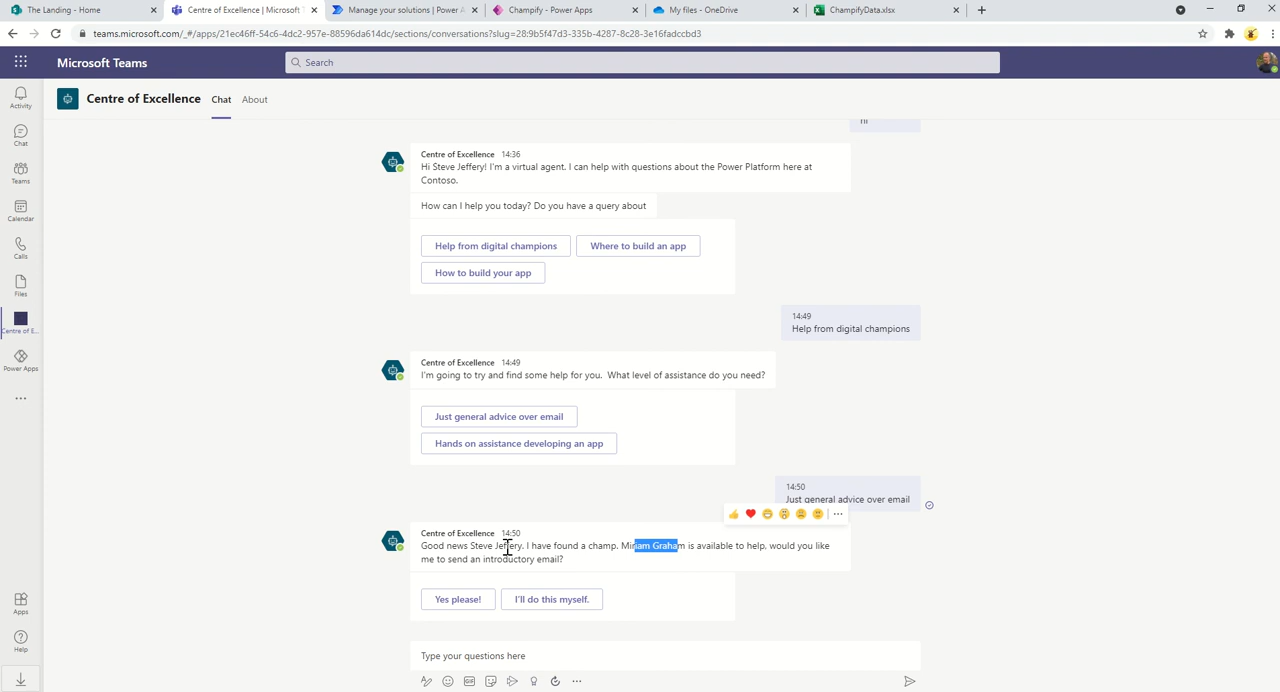 The Landing - Home
Centre of Excellence | Microsoft T
Manage your solutions | Power A
Champify - Power Apps
My files - OneDrive
ChampifyData.xlsx
teams.microsoft.com/_#/apps/21ec46ff-54c6-4dc2-957e-88596da614dc/sections/conversations?slug=28:9b5f47d3-335b-4287-8c28-3e16fadccbd3
Microsoft Teams
Search
Activity
Chat
Teams
Calendar
Calls
Files
Centre of E...
Power Apps
Apps
Help
Centre of Excellence
Chat
About
hi
Centre of Excellence 14:36
Hi Steve Jeffery! I'm a virtual agent. I can help with questions about the Power Platform here at
Contoso.
How can I help you today? Do you have a query about
Help from digital champions
Where to build an app
How to build your app
14:49
Help from digital champions
Centre of Excellence 14:49
I'm going to try and find some help for you. What level of assistance do you need?
Just general advice over email
Hands on assistance developing an app
14:50
Just general advice over email
Centre of Excellence 14:50
Good news Steve Jeffery. I have found a champ. Miriam Graham is available to help, would you like
me to send an introductory email?
Yes please!
I'll do this myself.
Type your questions here
GIF